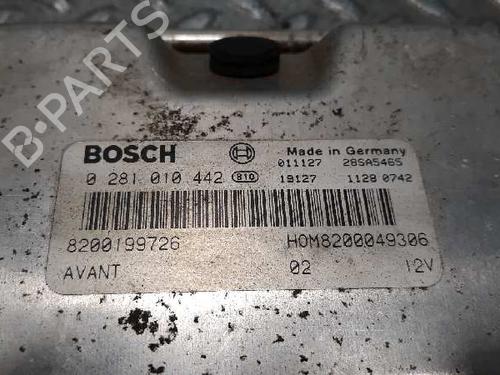 BOSCH
Made in Germany
011127 28SA5465
0 281 010 442 810
19127 1128 0742
8200199726 HOM8200049306
AVANT 02 12V
B-PARTS